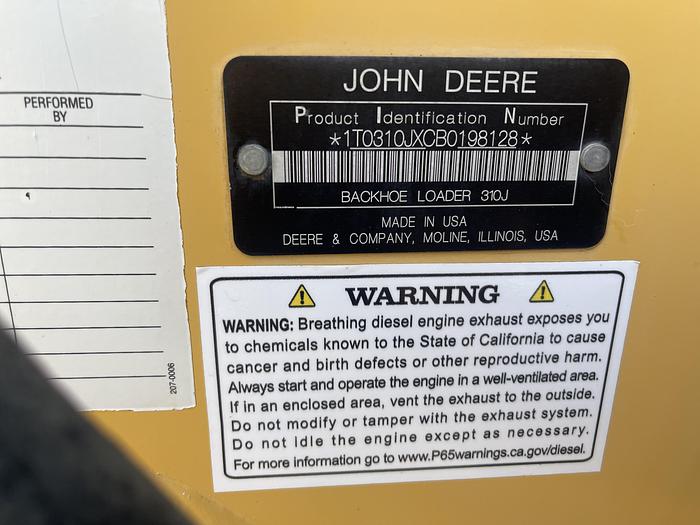 PERFORMED
BY
207-0006
JOHN DEERE
Product Identification Number
*1T0310JXCB0198128*
BACKHOE LOADER 310J
MADE IN USA
DEERE & COMPANY, MOLINE, ILLINOIS, USA
WARNING
WARNING: Breathing diesel engine exhaust exposes you
to chemicals known to the State of California to cause
cancer and birth defects or other reproductive harm.
Always start and operate the engine in a well-ventilated area.
If in an enclosed area, vent the exhaust to the outside.
Do not modify or tamper with the exhaust system.
Do not idle the engine except as necessary.
For more information go to www.P65warnings.ca.gov/diesel.